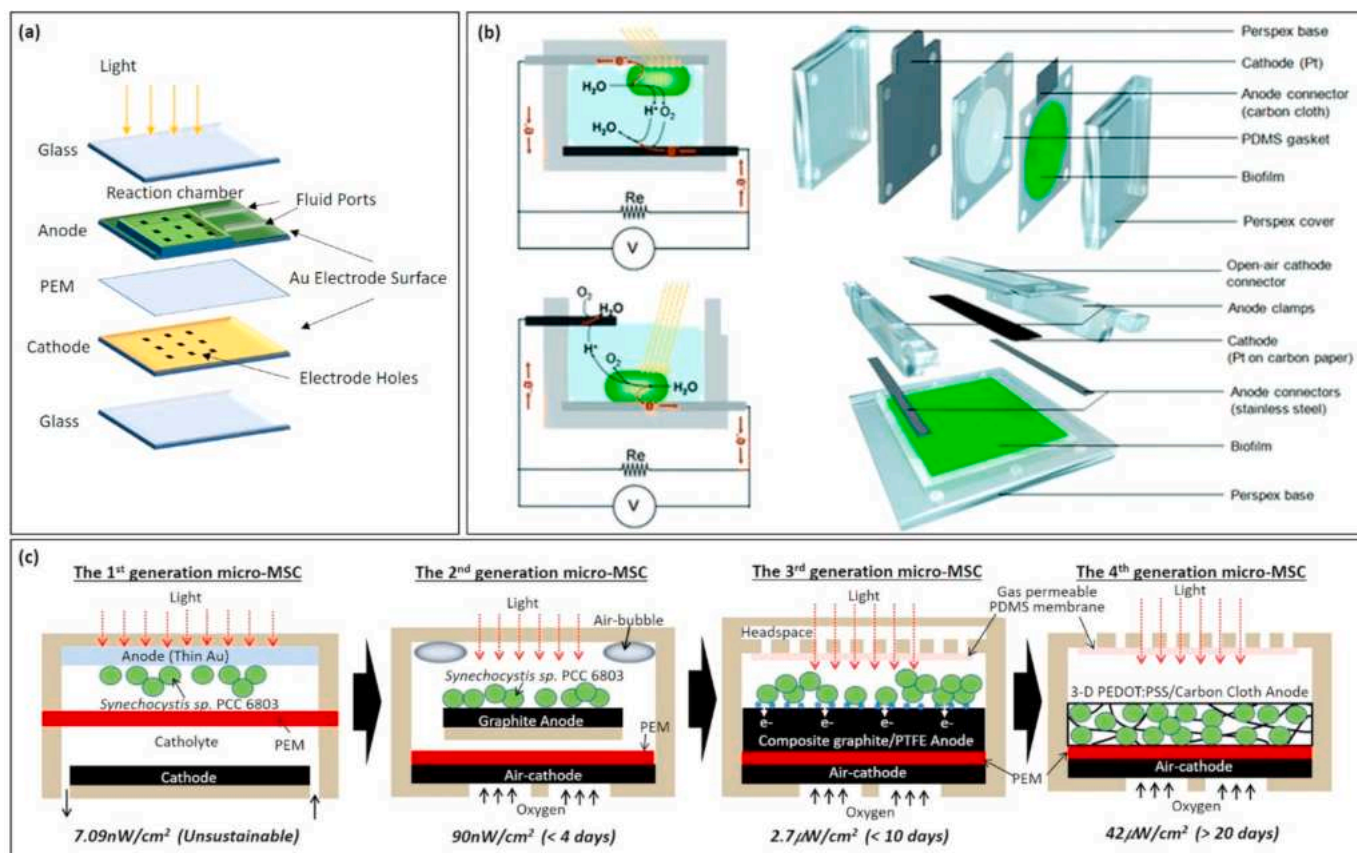 (a)
Light
Glass
Reaction chamber
Fluid Ports
Anode
Au Electrode Surface
PEM
Cathode
Electrode Holes
Glass
(b)
e⁻
H₂O
H⁺ O₂
H₂O
e⁻
e⁻
e⁻
Re
V
Perspex base
Cathode (Pt)
Anode connector
(carbon cloth)
PDMS gasket
Biofilm
Perspex cover
O₂
H₂O
H⁺
O₂
H₂O
e⁻
e⁻
e⁻
Re
V
Open-air cathode
connector
Anode clamps
Cathode
(Pt on carbon paper)
Anode connectors
(stainless steel)
Biofilm
Perspex base
(c)
The 1st generation micro-MSC
Light
Anode (Thin Au)
Synechocystis sp. PCC 6803
PEM
Catholyte
Cathode
7.09nW/cm² (Unsustainable)
The 2nd generation micro-MSC
Light
Air-bubble
Synechocystis sp. PCC 6803
Graphite Anode
PEM
Air-cathode
Oxygen
90nW/cm² (< 4 days)
The 3rd generation micro-MSC
Light
Gas permeable
PDMS membrane
Headspace
e- e- e- e-
Composite graphite/PTFE Anode
PEM
Air-cathode
Oxygen
2.7μW/cm² (< 10 days)
The 4th generation micro-MSC
Light
3-D PEDOT:PSS/Carbon Cloth Anode
Air-cathode
Oxygen
42μW/cm² (> 20 days)